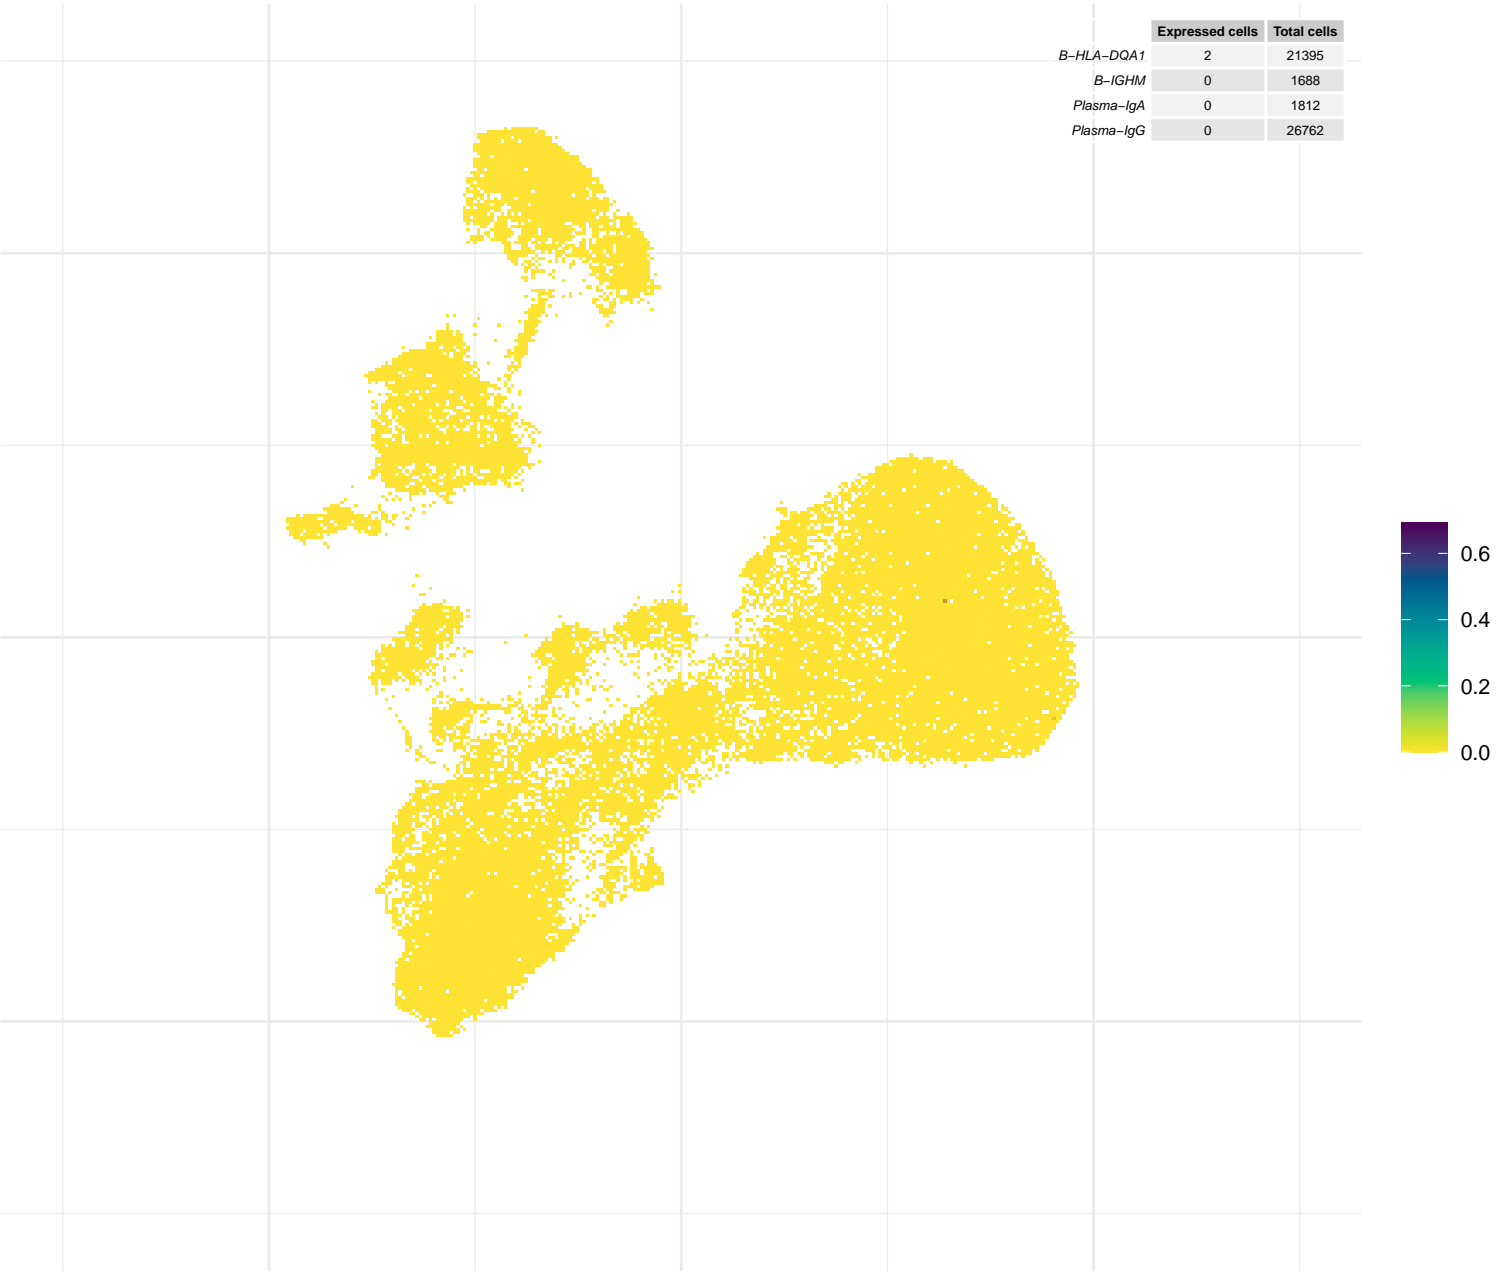 Expressed cells Total cells
B−HLA−DQA1 2 21395
B−IGHM 0 1688
Plasma−IgA 0 1812
Plasma−IgG 0 26762
0.6
0.4
0.2
0.0